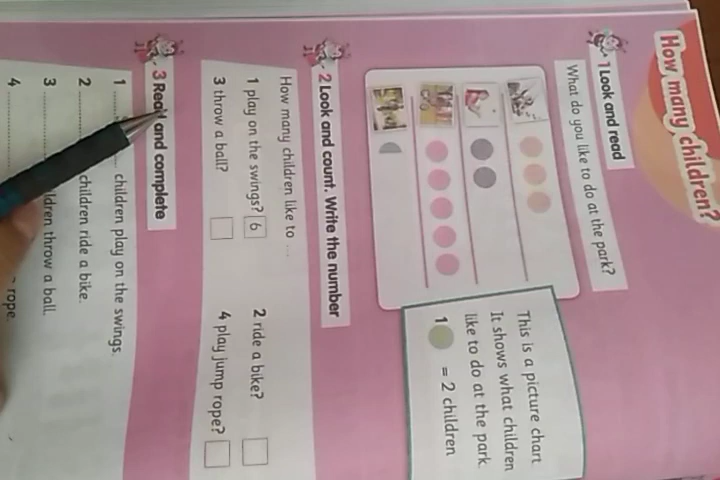 How many children?
1 Look and read
What do you like to do at the park?
This is a picture chart
It shows what children
like to do at the park.
1 = 2 children
2 Look and count. Write the number
How many children like to ...
1 play on the swings? 6
2 ride a bike?
3 throw a ball?
4 play jump rope?
3 Read and complete
1 children play on the swings.
2 children ride a bike.
3 throw a ball.
4 rope.